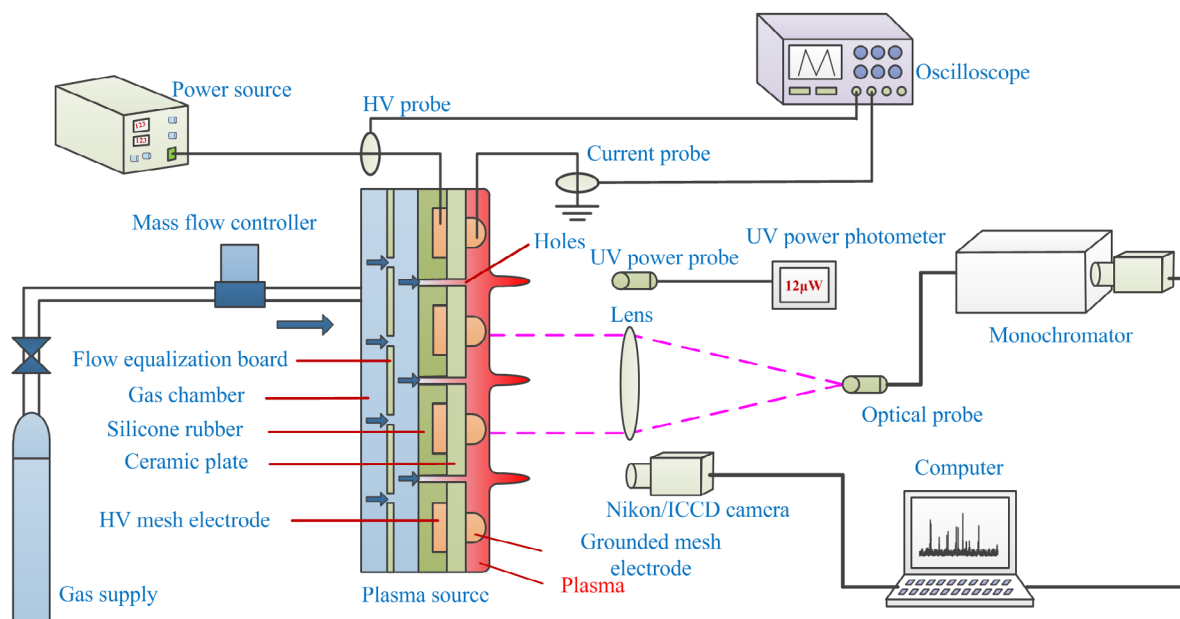 Power source
123
123
HV probe
Oscilloscope
Current probe
Mass flow controller
Holes
UV power probe
UV power photometer
12μW
Lens
Monochromator
Flow equalization board
Gas chamber
Silicone rubber
Ceramic plate
HV mesh electrode
Optical probe
Computer
Nikon/ICCD camera
Grounded mesh
electrode
Plasma
Gas supply
Plasma source